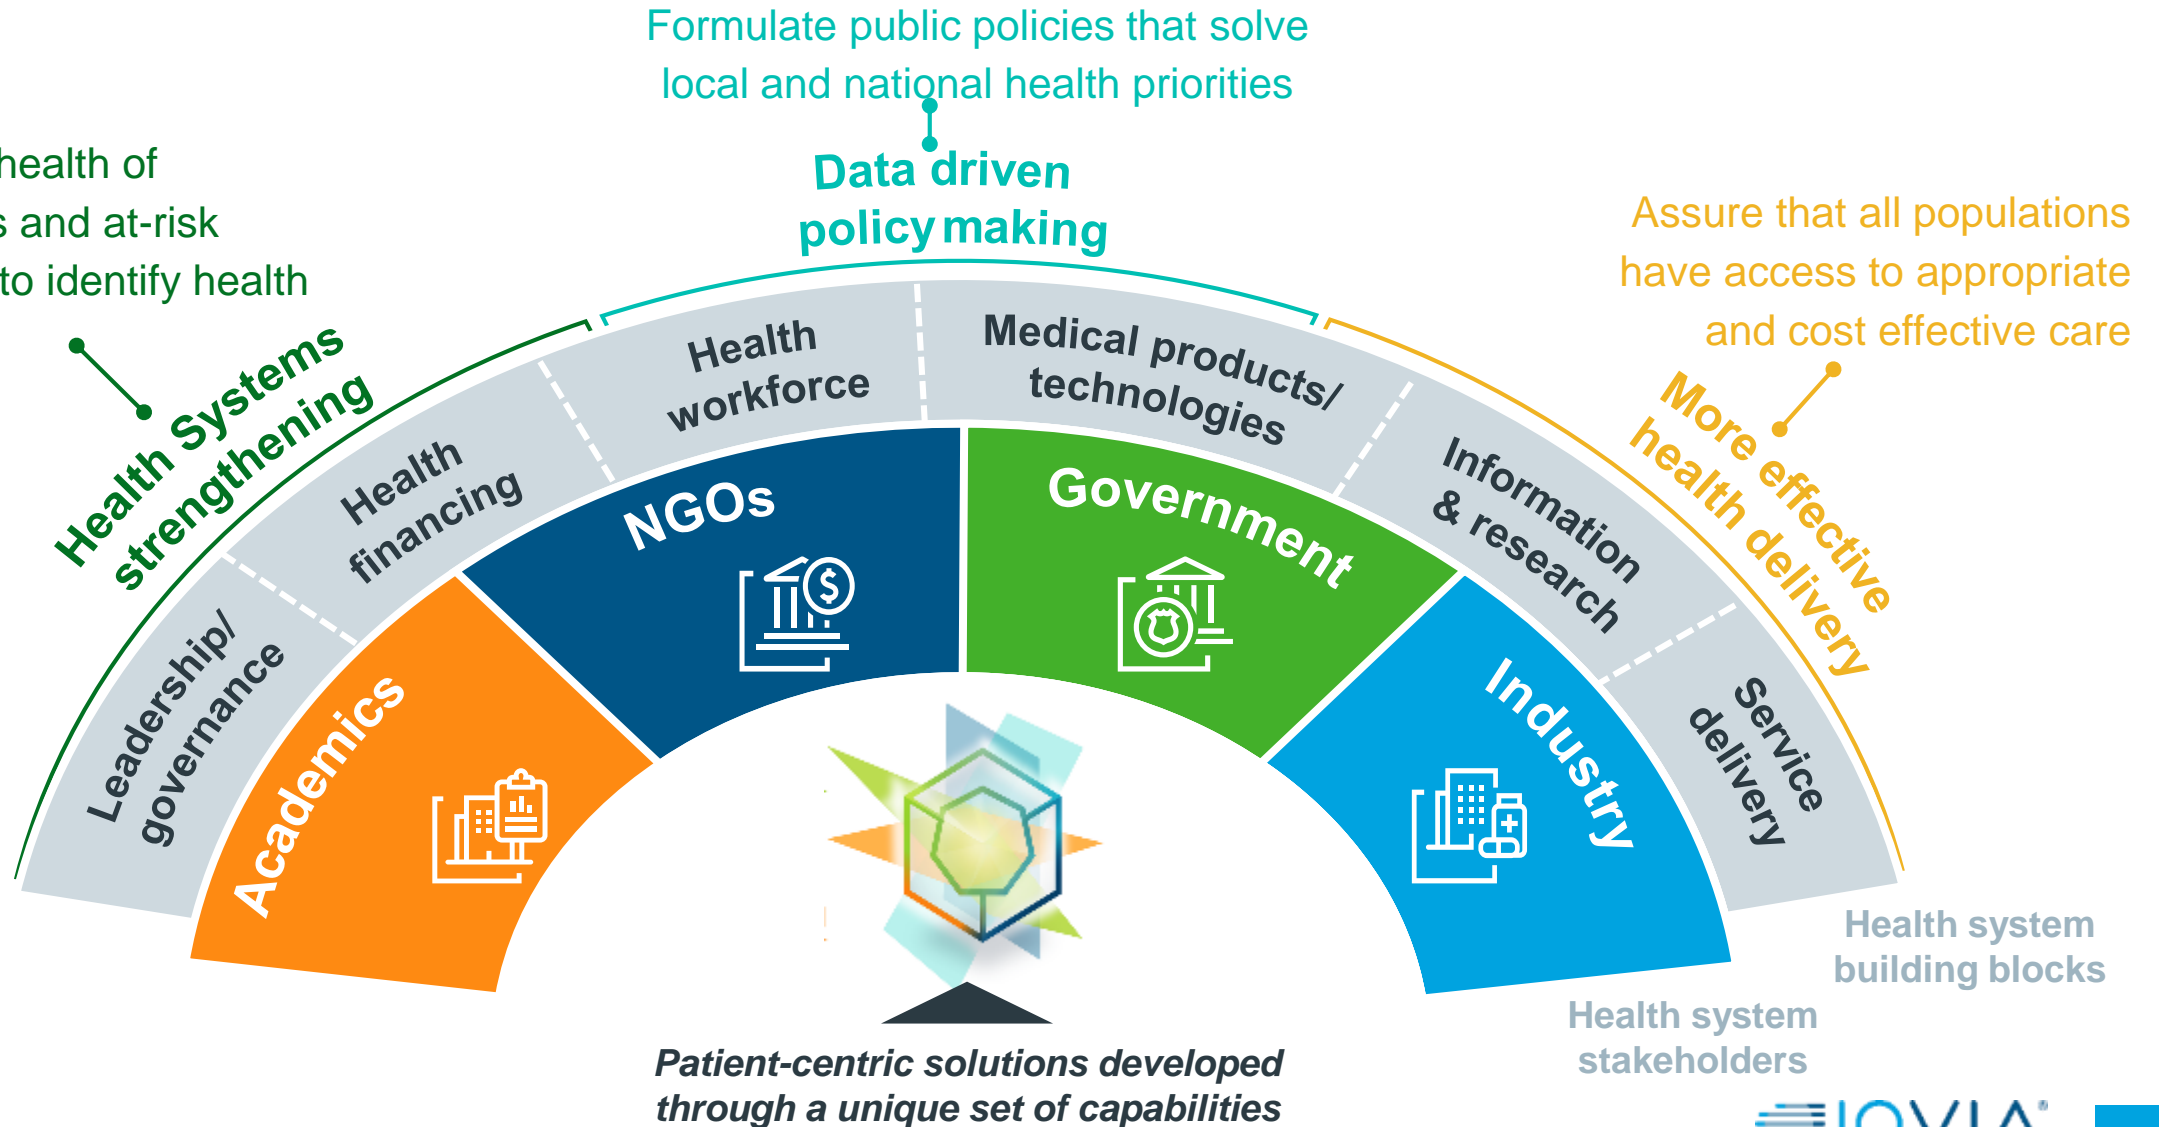 Formulate public policies that solve
local and national health priorities
Data driven
policy making
health of
and at-risk
to identify health
Health Systems
strengthening
Assure that all populations
have access to appropriate
and cost effective care
More effective
health delivery
Leadership/
governance
Health
financing
Health
workforce
Medical products/
technologies
Information
& research
Service
delivery
Academics
NGOs
$
Government
Industry
Health system
building blocks
Health system
stakeholders
Patient-centric solutions developed
through a unique set of capabilities
IQVIA